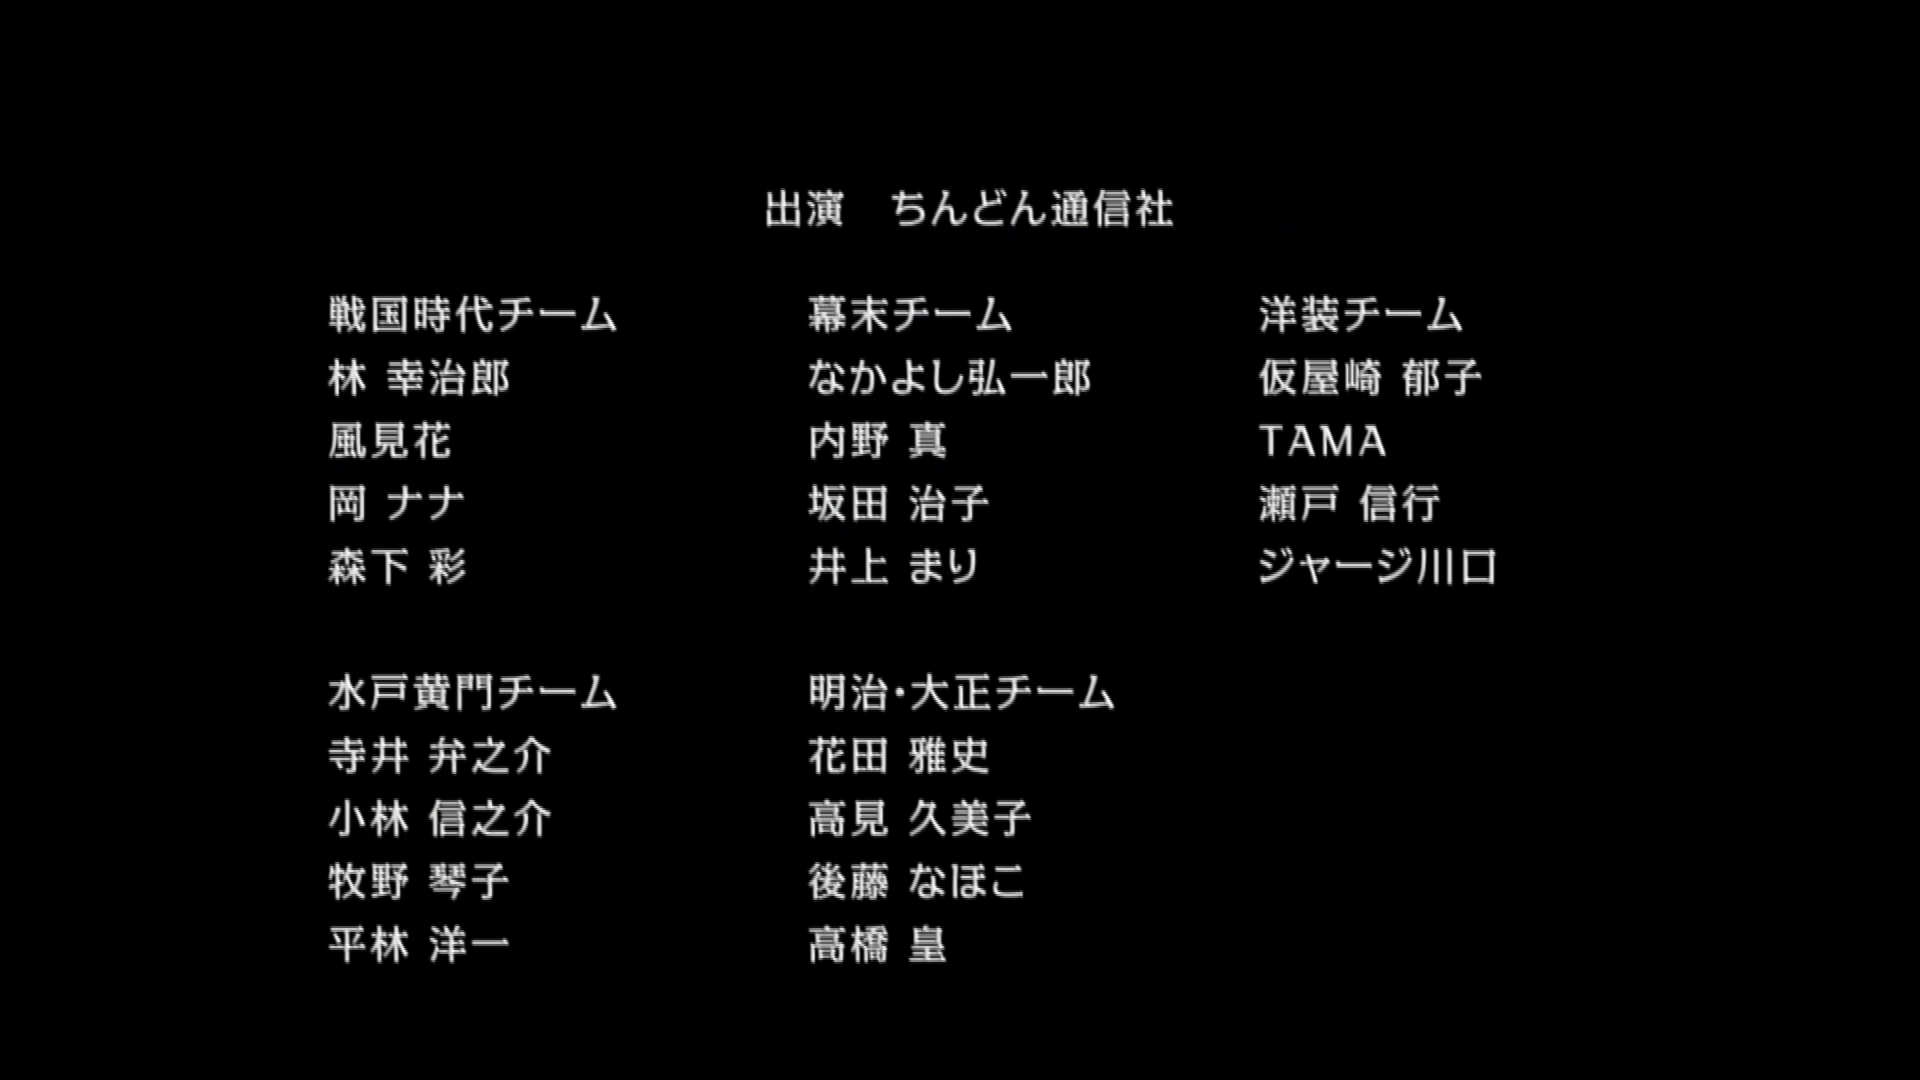 出演　ちんどん通信社
戦国時代チーム
林 幸治郎
風見花
岡 ナナ
森下 彩
幕末チーム
なかよし弘一郎
内野 真
坂田 治子
井上 まり
洋装チーム
仮屋崎 郁子
TAMA
瀬戸 信行
ジャージ川口
水戸黄門チーム
寺井 弁之介
小林 信之介
牧野 琴子
平林 洋一
明治・大正チーム
花田 雅史
高見 久美子
後藤 なほこ
高橋 皇